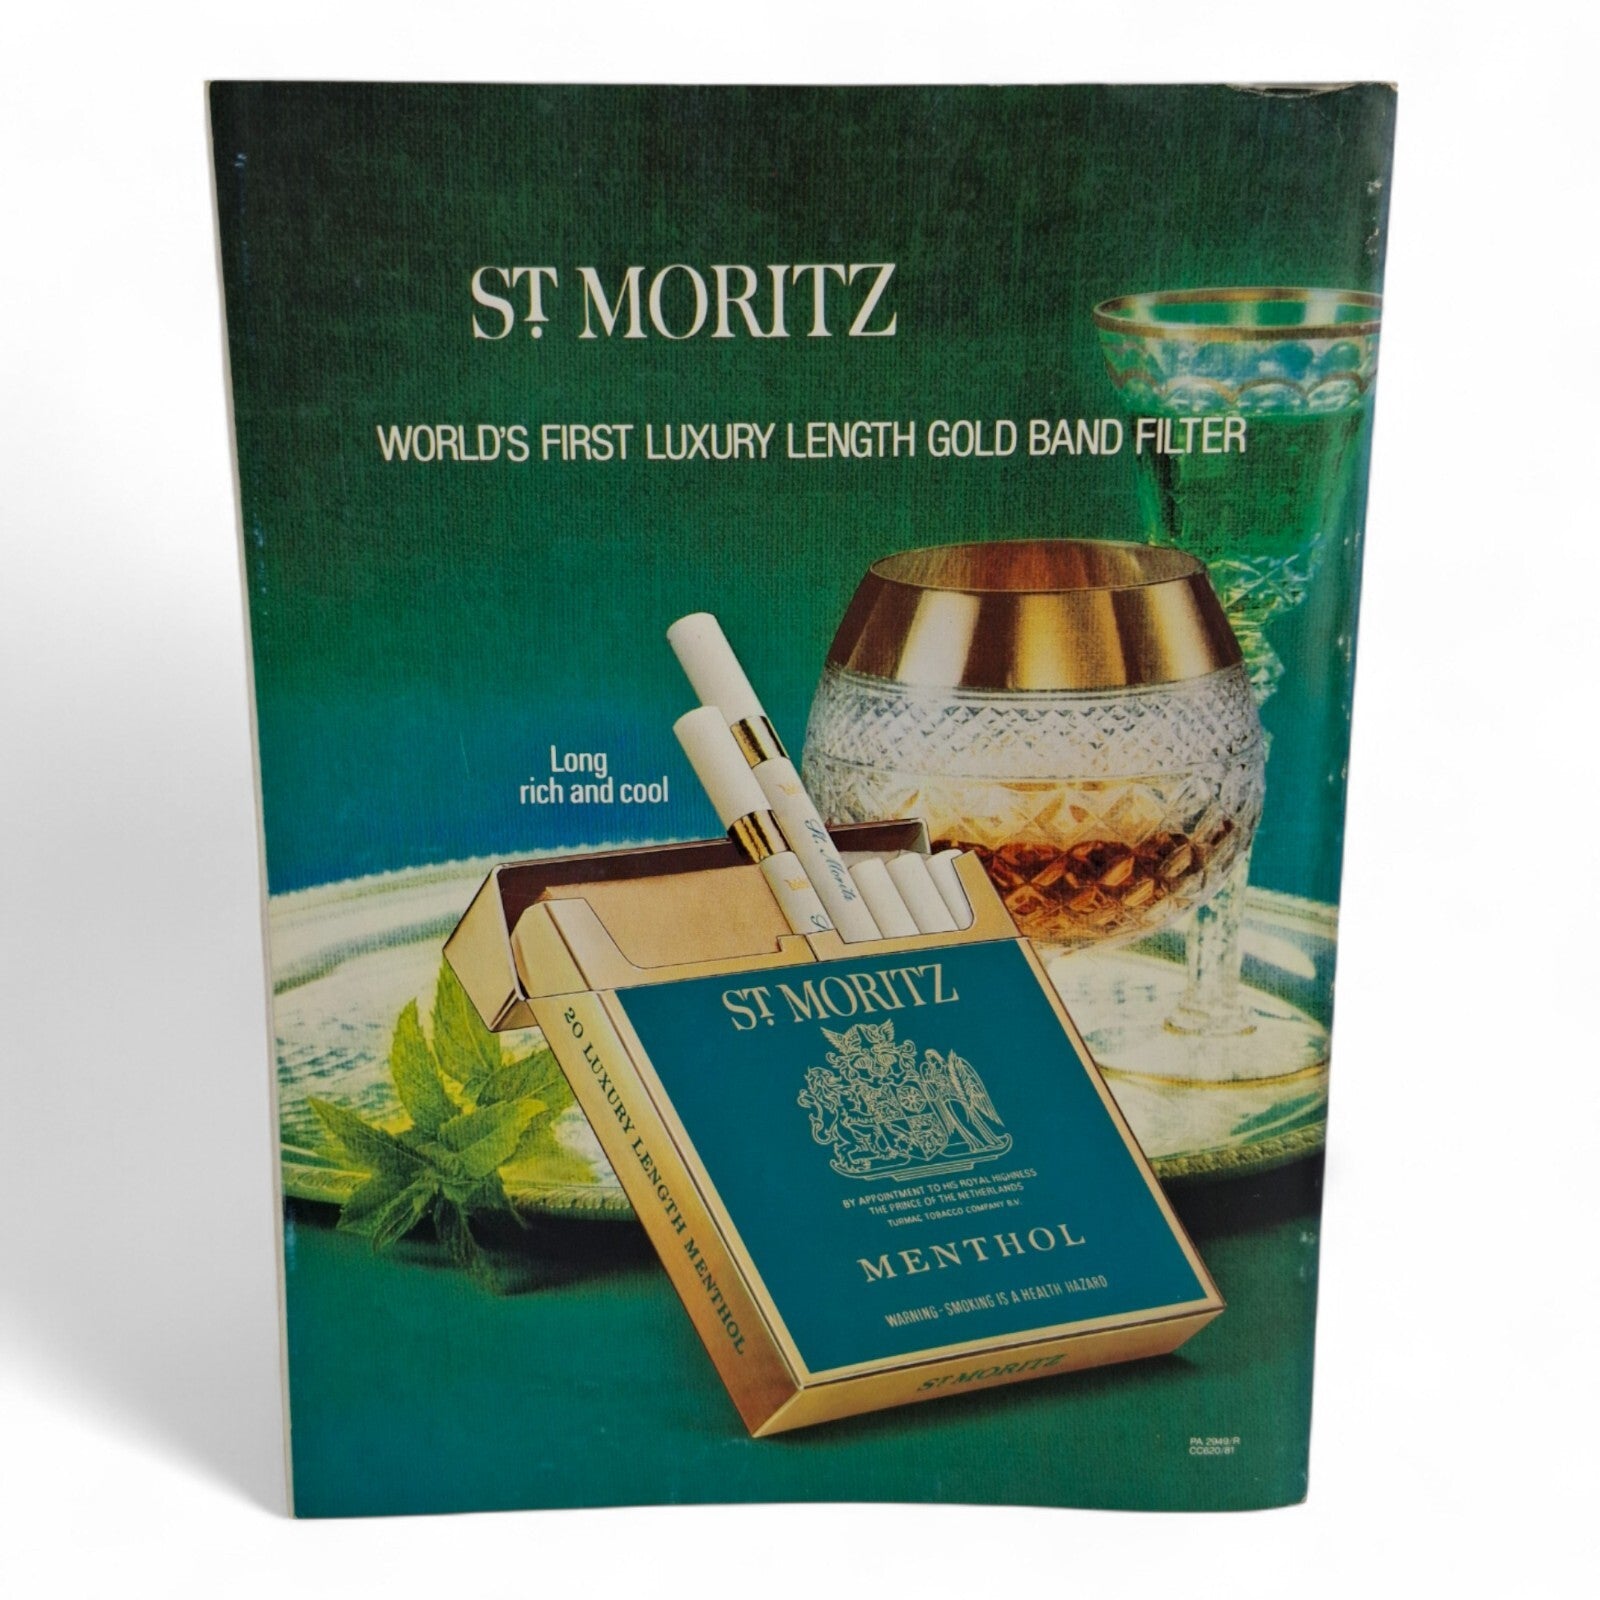 ST. MORITZ
WORLD'S FIRST LUXURY LENGTH GOLD BAND FILTER
Long
rich and cool
St. Moritz
20 LUXURY LENGTH MENTHOL
ST. MORITZ
BY APPOINTMENT TO HIS ROYAL HIGHNESS
THE PRINCE OF THE NETHERLANDS
TURMAC TOBACCO COMPANY B.V.
MENTHOL
WARNING-SMOKING IS A HEALTH HAZARD
ST. MORITZ
PA 2949/R
CC620/81